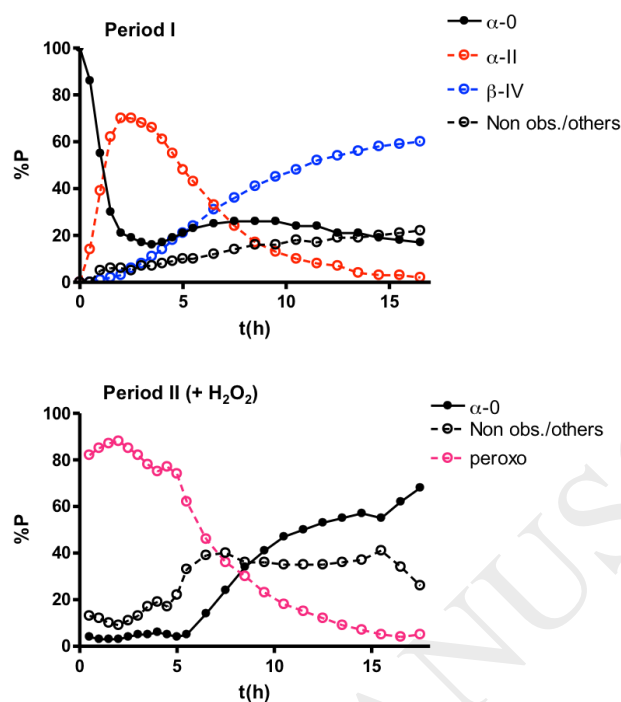 Period I
α-0
α-II
β-IV
Non obs./others
100
80
60
40
20
0
%P
0 5 10 15
t(h)
Period II (+ H₂O₂)
α-0
Non obs./others
peroxo
100
80
60
40
20
0
%P
0 5 10 15
t(h)
ANUS